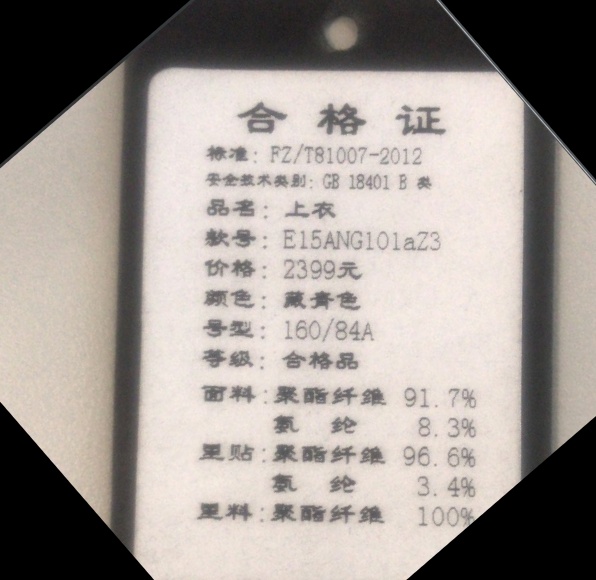 合格证
标准: FZ/T81007-2012
安全技术类别: GB 18401 B 类
品名: 上衣
款号: E15ANG101aZ3
价格: 2399元
颜色: 藏青色
号型: 160/84A
等级: 合格品
面料: 聚酯纤维 91.7%
氨 纶 8.3%
里贴: 聚酯纤维 96.6%
氨 纶 3.4%
里料: 聚酯纤维 100%